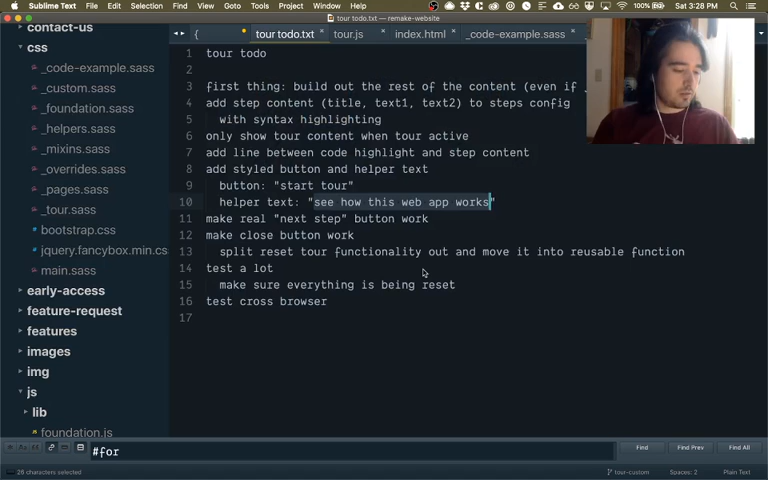 Sublime Text File Edit Selection Find View Goto Tools Project Window Help 100% Sat 3:28 PM
tour todo.txt — remake-website
tour todo.txt tour.js index.html _code-example.sass
contact-us
css
_code-example.sass
_custom.sass
_foundation.sass
_helpers.sass
_mixins.sass
_overrides.sass
_pages.sass
_tour.sass
bootstrap.css
jquery.fancybox.min.cs
main.sass
early-access
feature-request
features
images
img
js
lib
foundation.js
1 tour todo
2
3 first thing: build out the rest of the content (even if
4 add step content (title, text1, text2) to steps config
5 with syntax highlighting
6 only show tour content when tour active
7 add line between code highlight and step content
8 add styled button and helper text
9 button: "start tour"
10 helper text: "see how this web app works"
11 make real "next step" button work
12 make close button work
13 split reset tour functionality out and move it into reusable function
14 test a lot
15 make sure everything is being reset
16 test cross browser
17
#for Find Find Prev Find All
26 characters selected tour-custom Spaces: 2 Plain Text